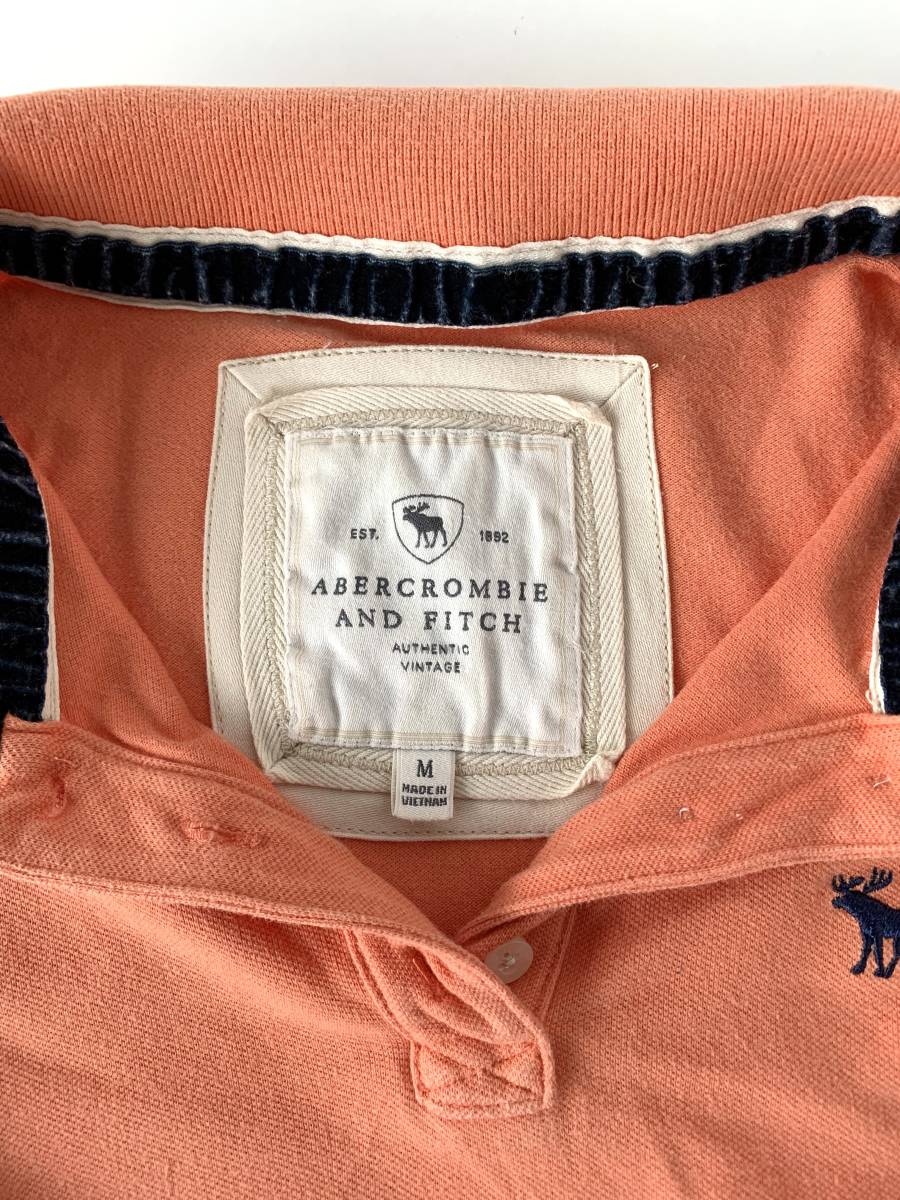 EST. 1892
ABERCROMBIE
AND FITCH
AUTHENTIC
VINTAGE
M
MADE IN
VIETNAM